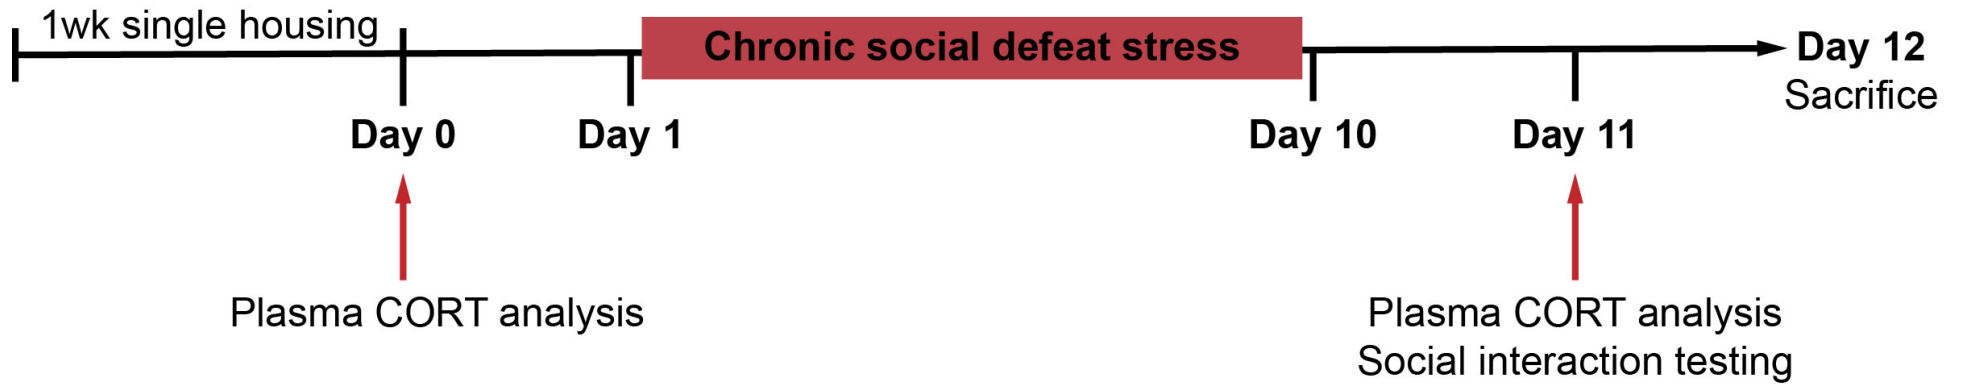 1wk single housing
Chronic social defeat stress
Day 12
Sacrifice
Day 0
Day 1
Day 10
Day 11
Plasma CORT analysis
Plasma CORT analysis
Social interaction testing